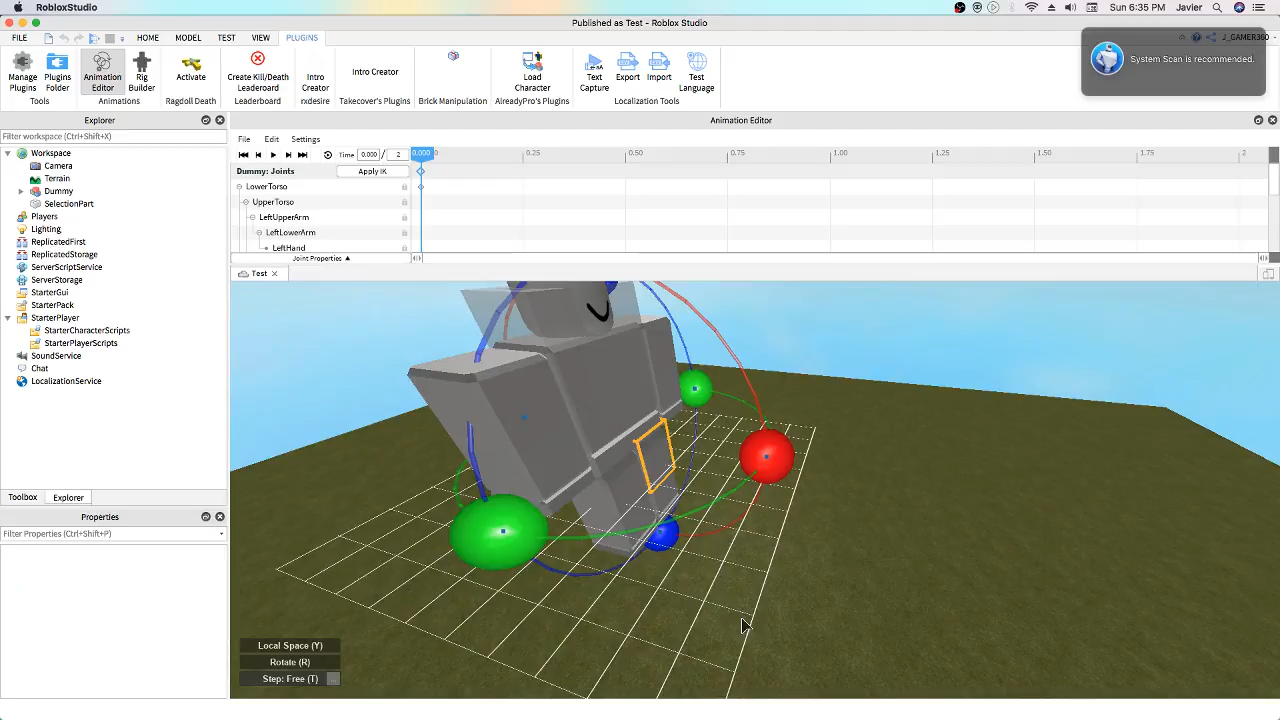 RobloxStudio
Sun 6:35 PM Javier
Published as Test - Roblox Studio
FILE HOME MODEL TEST VIEW PLUGINS J_GAMER360
System Scan is recommended.
Manage Plugins
Plugins Folder
Animation Editor
Rig Builder
Activate
Create Kill/Death Leaderboard
Intro Creator
Intro Creator
Load Character
Text Capture
Export
Import
Test Language
Tools Animations Ragdoll Death Leaderboard rxdesire Takeover's Plugins Brick Manipulation AlreadyPro's Plugins Localization Tools
Explorer
Filter workspace (Ctrl+Shift+X)
Workspace
Camera
Terrain
Dummy
SelectionPart
Players
Lighting
ReplicatedFirst
ReplicatedStorage
ServerScriptService
ServerStorage
StarterGui
StarterPack
StarterPlayer
StarterCharacterScripts
StarterPlayerScripts
SoundService
Chat
LocalizationService
Toolbox Explorer
Properties
Filter Properties (Ctrl+Shift+P)
Animation Editor
File Edit Settings
Time 0.000 / 2 0.000 0 0.25 0.50 0.75 1.00 1.25 1.50 1.75 2
Dummy: Joints Apply IK
LowerTorso
UpperTorso
LeftUpperArm
LeftLowerArm
LeftHand
Joint Properties ▲
Test
Local Space (Y)
Rotate (R)
Step: Free (T) ...